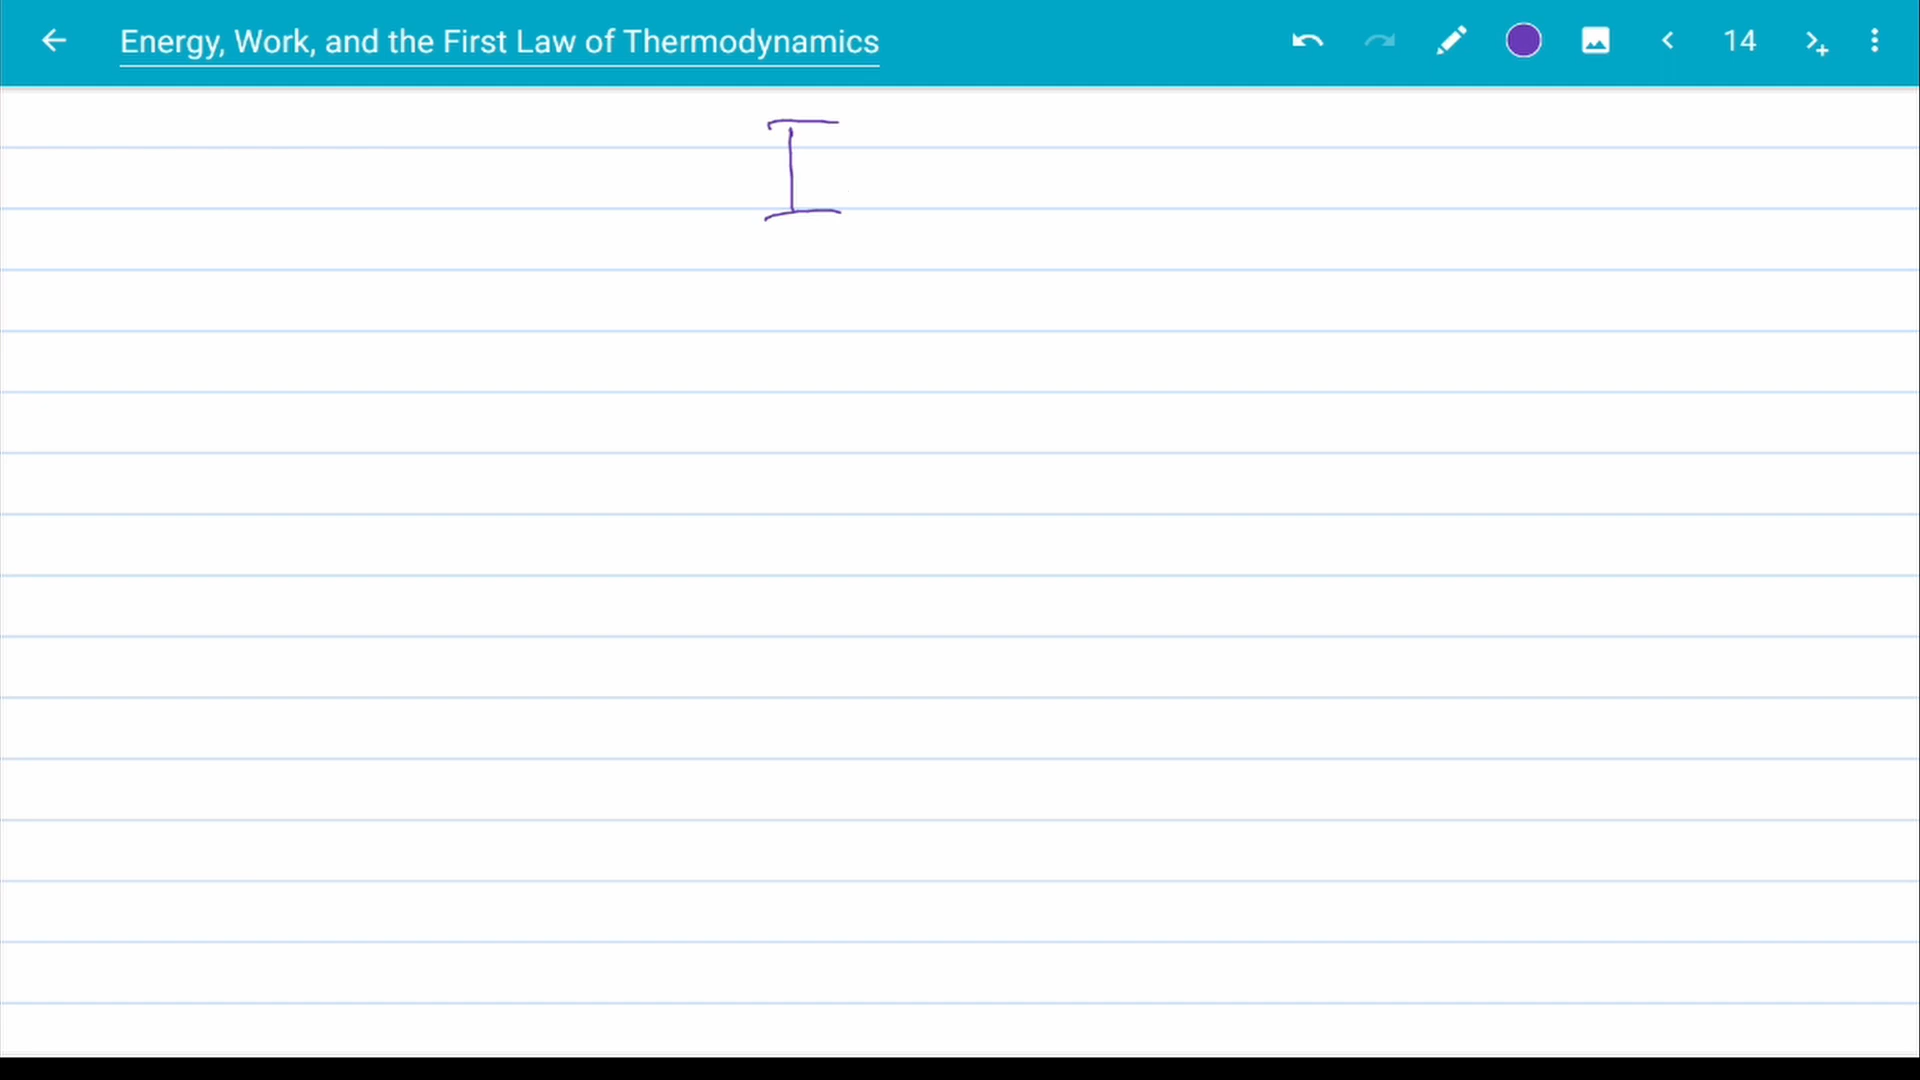 Energy, Work, and the First Law of Thermodynamics
14
I